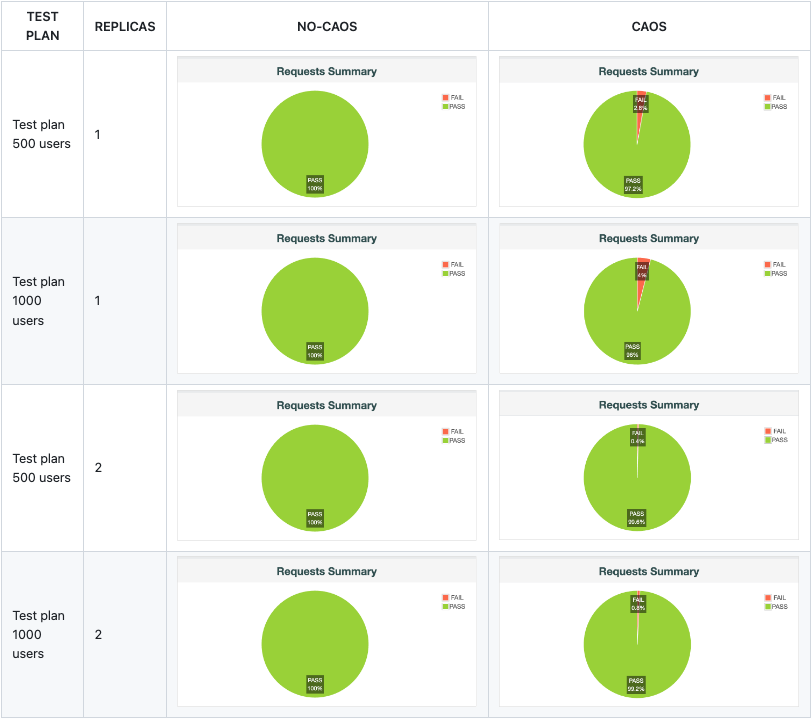 TEST
PLAN
REPLICAS
NO-CAOS
CAOS
Test plan
500 users
1
Requests Summary
FAIL
PASS
PASS
100%
Requests Summary
FAIL
PASS
FAIL
2.8%
PASS
97.2%
Test plan
1000
users
1
Requests Summary
FAIL
PASS
PASS
100%
Requests Summary
FAIL
PASS
FAIL
4%
PASS
96%
Test plan
500 users
2
Requests Summary
FAIL
PASS
PASS
100%
Requests Summary
FAIL
PASS
FAIL
0.4%
PASS
99.6%
Test plan
1000
users
2
Requests Summary
FAIL
PASS
PASS
100%
Requests Summary
FAIL
PASS
FAIL
0.8%
PASS
99.2%